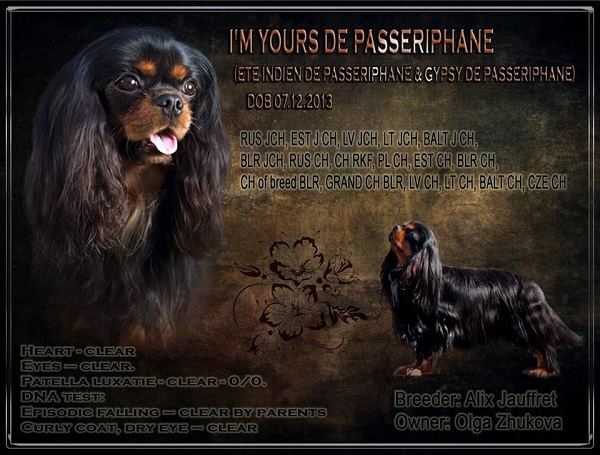 I'M YOURS DE PASSERIPHANE
(ETE INDIEN DE PASSERIPHANE & GYPSY DE PASSERIPHANE)
DOB 07.12.2013
RUS JCH, EST J CH, LV JCH, LT JCH, BALT J CH,
BLR JCH, RUS CH, CH RKF, PL CH, EST CH, BLR CH,
CH of breed BLR, GRAND CH BLR, LV CH, LT CH, BALT CH, CZE CH
Heart - clear
Eyes – clear.
Patella luxatie - clear - 0/0.
DNA test:
Episodic falling – clear by parents
Curly coat, dry eye – clear
Breeder: Alix Jauffret
Owner: Olga Zhukova